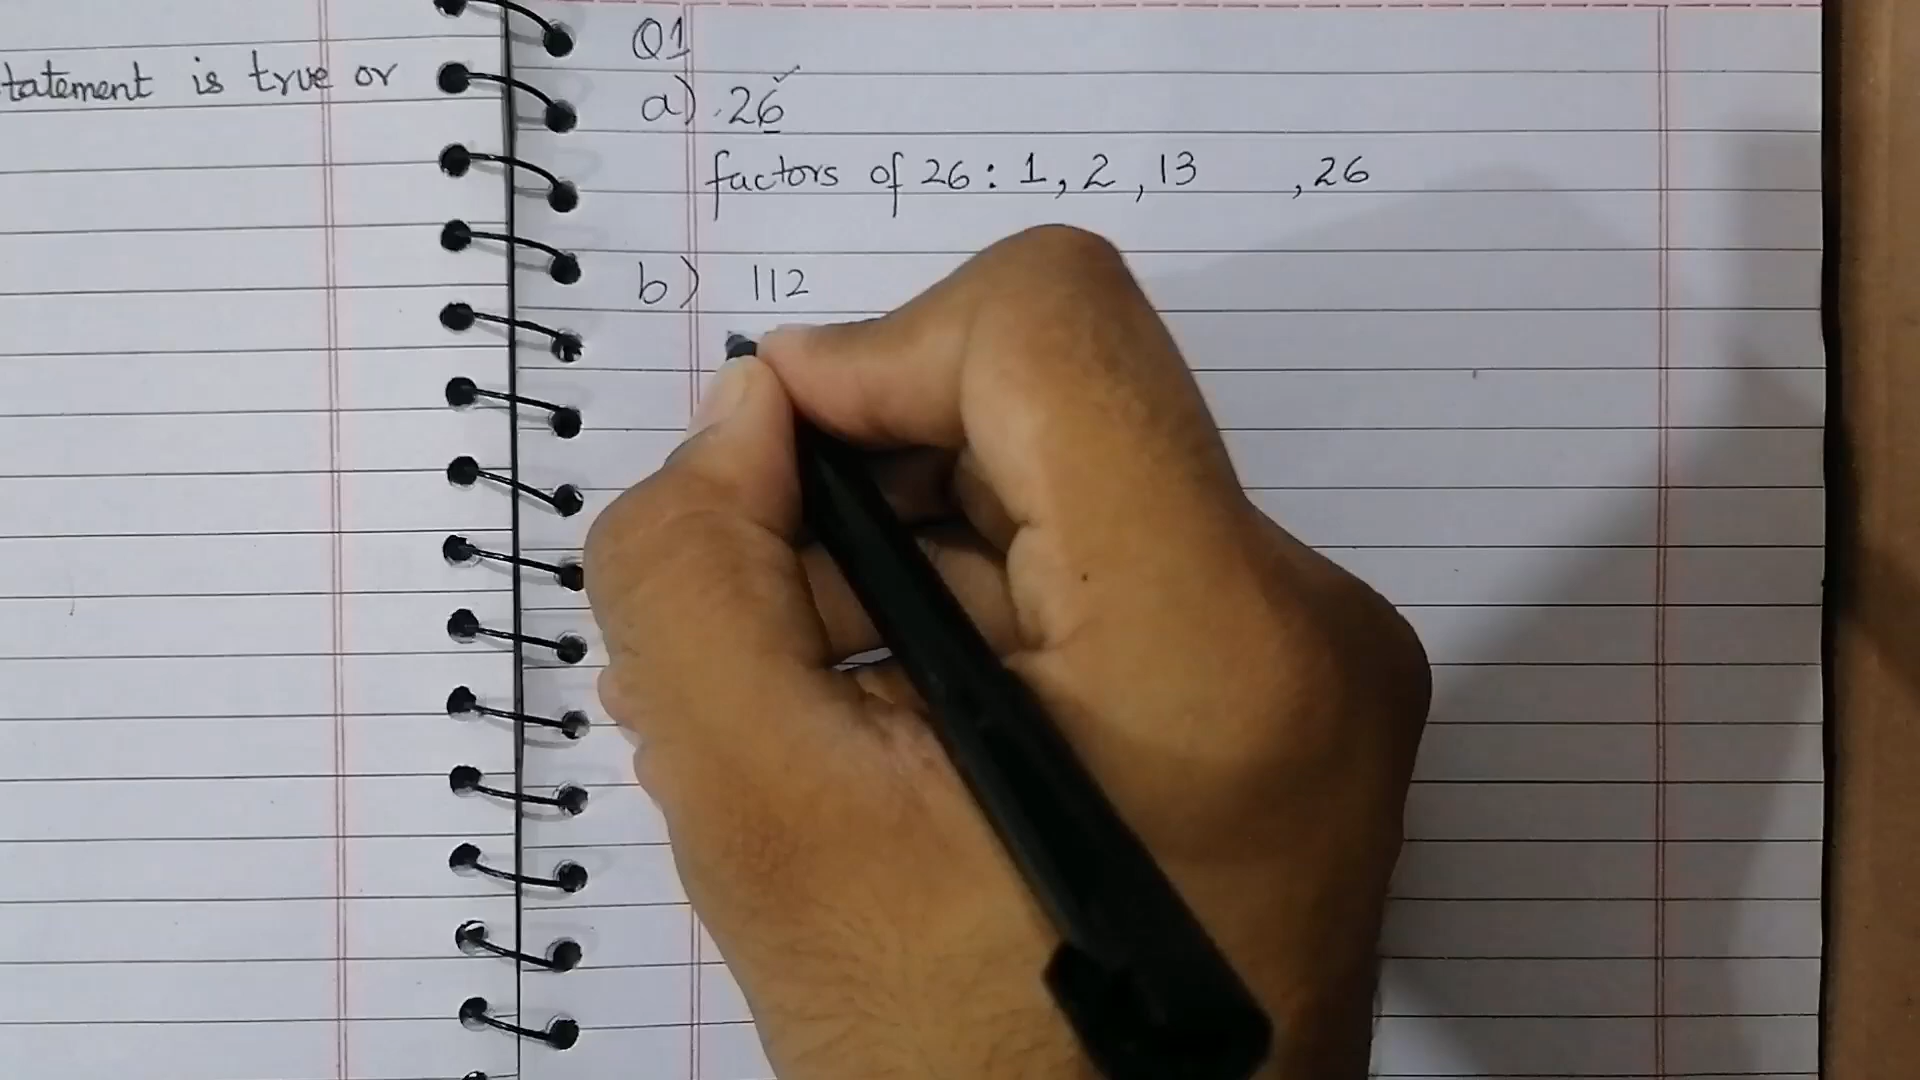 tatement is true or
Q1
a) 26
factors of 26 : 1, 2, 13 , 26
b) 112